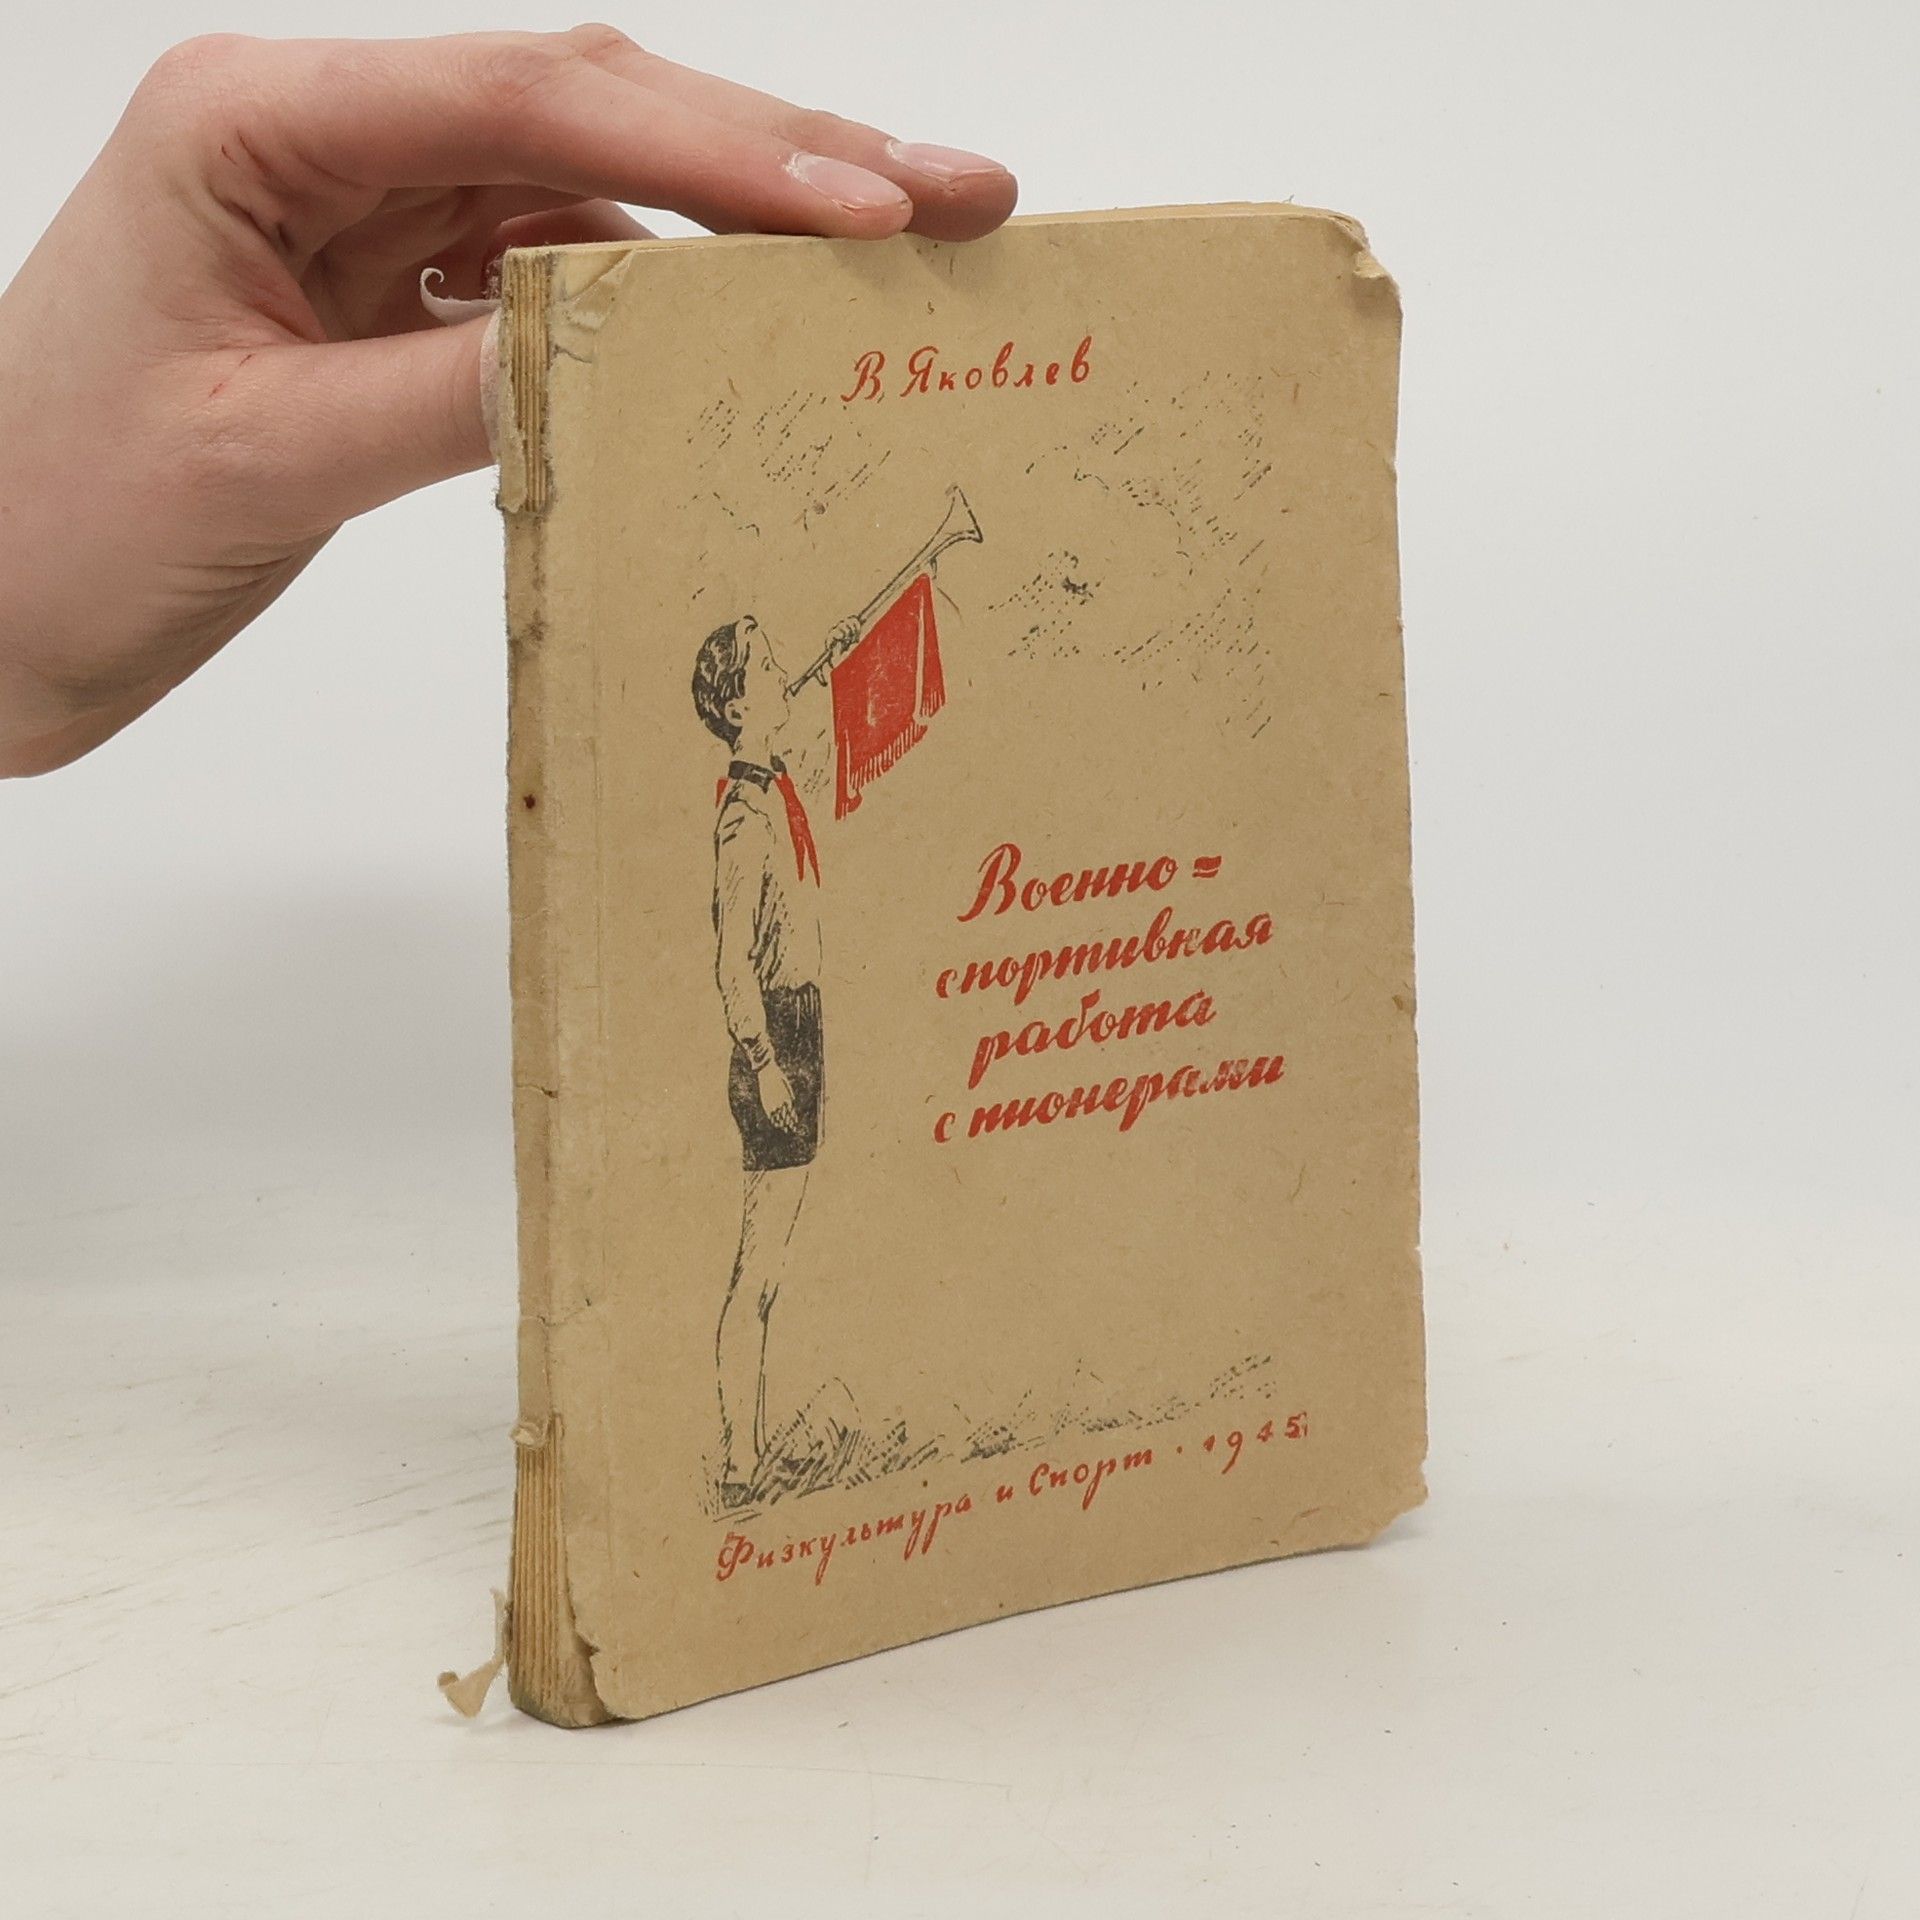 В. Яковлев
Военно-
спортивная
работа
с пионерами
Физкультура и Спорт · 1945